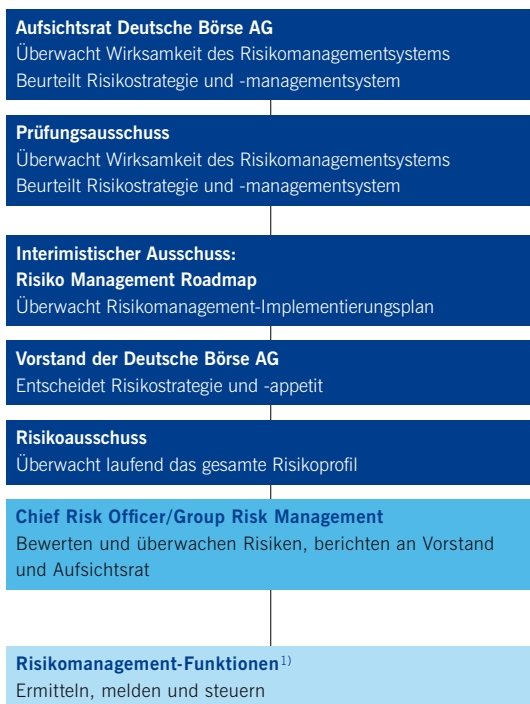 Aufsichtsrat Deutsche Börse AG
Überwacht Wirksamkeit des Risikomanagementsystems
Beurteilt Risikostrategie und -managementsystem
Prüfungsausschuss
Überwacht Wirksamkeit des Risikomanagementsystems
Beurteilt Risikostrategie und -managementsystem
Interimistischer Ausschuss:
Risiko Management Roadmap
Überwacht Risikomanagement-Implementierungsplan
Vorstand der Deutsche Börse AG
Entscheidet Risikostrategie und -appetit
Risikoausschuss
Überwacht laufend das gesamte Risikoprofil
Chief Risk Officer/Group Risk Management
Bewerten und überwachen Risiken, berichten an Vorstand
und Aufsichtsrat
Risikomanagement-Funktionen¹⁾
Ermitteln, melden und steuern